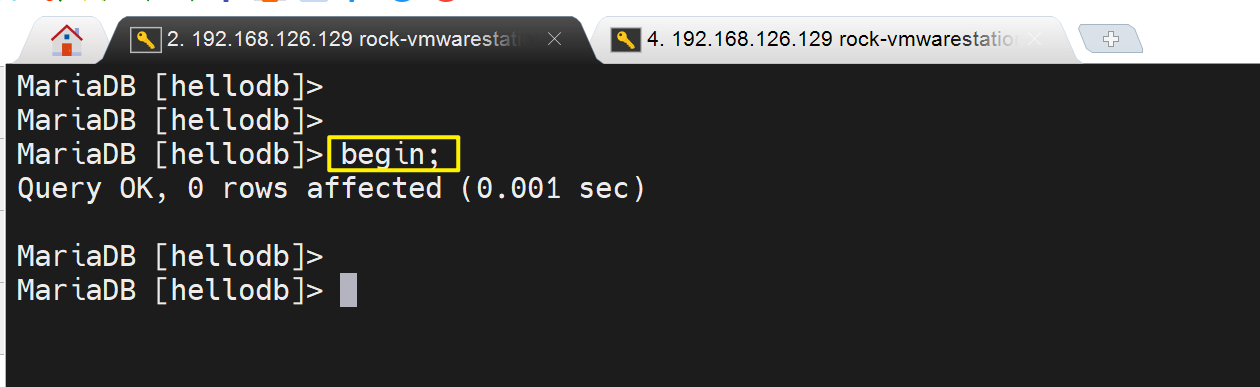 2. 192.168.126.129 rock-vmwarestati
4. 192.168.126.129 rock-vmwarestatio
MariaDB [hellodb]>
MariaDB [hellodb]>
MariaDB [hellodb]> begin;
Query OK, 0 rows affected (0.001 sec)
MariaDB [hellodb]>
MariaDB [hellodb]>